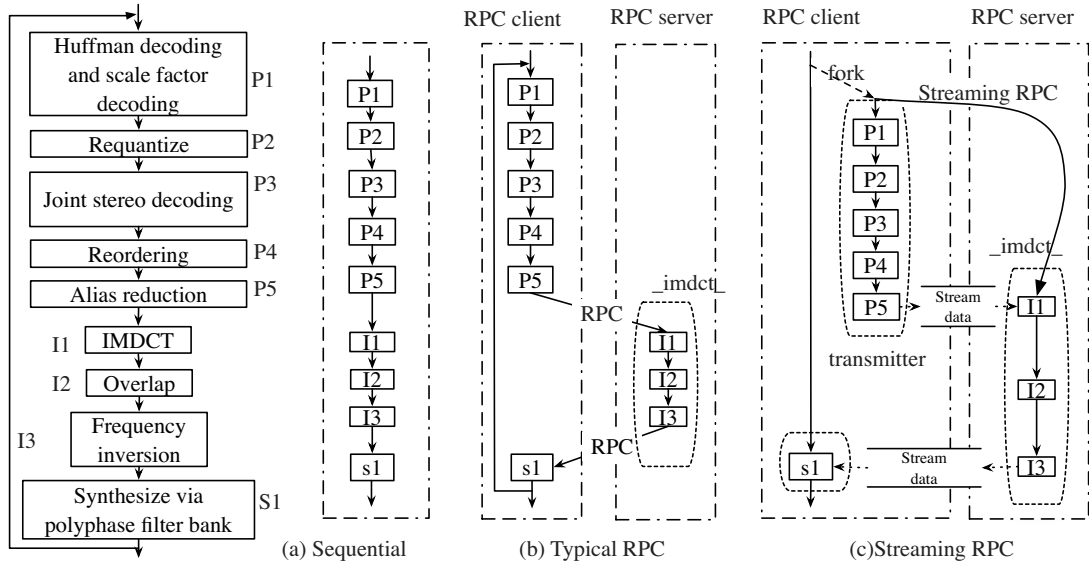 Huffman decoding
and scale factor
decoding
P1
Requantize
P2
Joint stereo decoding
P3
Reordering
P4
Alias reduction
P5
I1
IMDCT
I2
Overlap
I3
Frequency
inversion
Synthesize via
polyphase filter bank
S1
P1
P2
P3
P4
P5
I1
I2
I3
s1
(a) Sequential
RPC client
RPC server
P1
P2
P3
P4
P5
RPC
_imdct_
I1
I2
I3
RPC
s1
(b) Typical RPC
RPC client
RPC server
fork
Streaming RPC
P1
P2
P3
P4
P5
transmitter
Stream
data
_imdct_
I1
I2
I3
Stream
data
s1
(c)Streaming RPC